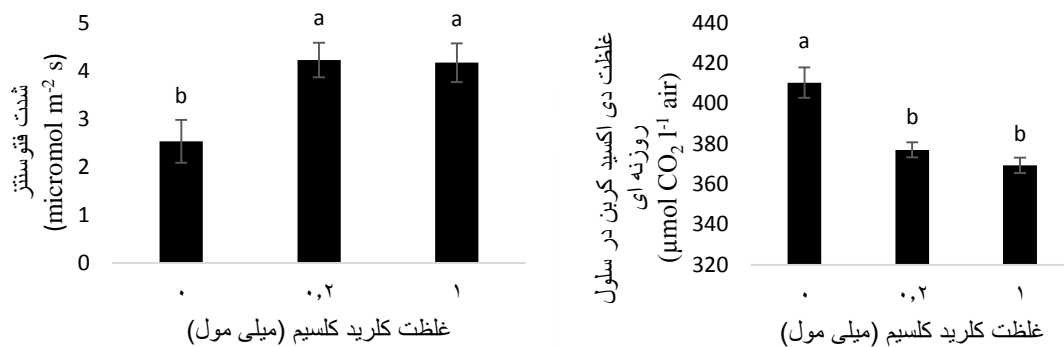 شدت فتوسنتز
(micromol m⁻² s)
5
4
3
2
1
0
b
a
a
۰
۰,۲
۱
غلظت کلرید کلسیم (میلی مول)
غلظت دی اکسید کربن در سلول
روزنه ای
((µmol CO₂ l⁻¹ air)
440
420
400
380
360
340
320
a
b
b
۰
۰,۲
۱
غلظت کلرید کلسیم (میلی مول)